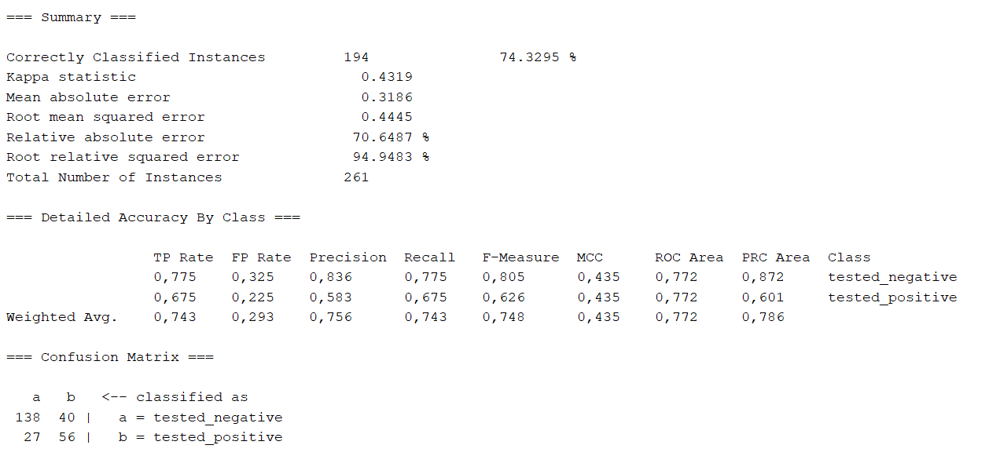 === Summary ===
Correctly Classified Instances         194               74.3295 %
Kappa statistic                          0.4319
Mean absolute error                      0.3186
Root mean squared error                  0.4445
Relative absolute error                 70.6487 %
Root relative squared error             94.9483 %
Total Number of Instances              261
=== Detailed Accuracy By Class ===
                 TP Rate  FP Rate  Precision  Recall   F-Measure  MCC      ROC Area  PRC Area  Class
                 0,775    0,325    0,836      0,775    0,805      0,435    0,772     0,872     tested_negative
                 0,675    0,225    0,583      0,675    0,626      0,435    0,772     0,601     tested_positive
Weighted Avg.    0,743    0,293    0,756      0,743    0,748      0,435    0,772     0,786
=== Confusion Matrix ===
   a   b   <-- classified as
 138  40 |   a = tested_negative
  27  56 |   b = tested_positive